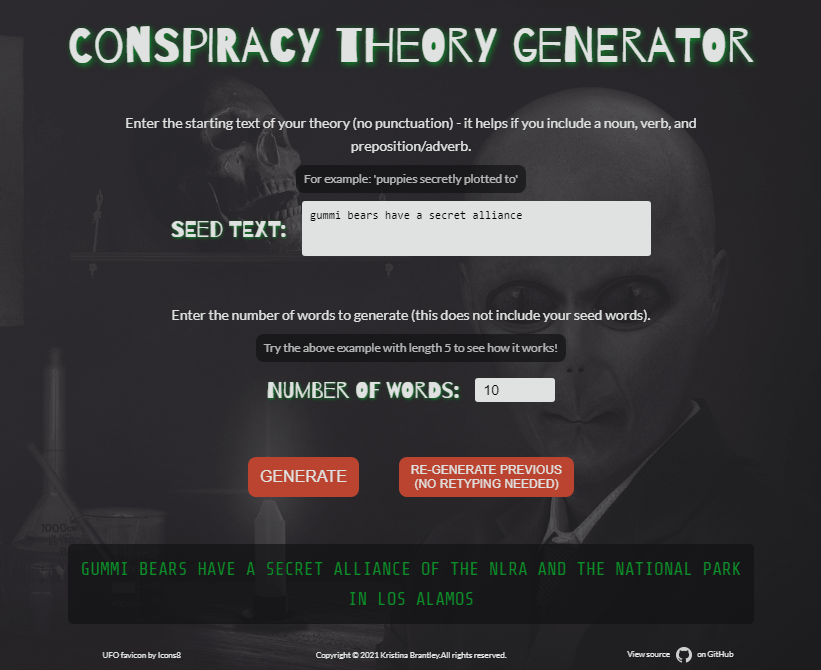 CONSPIRACY THEORY GENERATOR
Enter the starting text of your theory (no punctuation) - it helps if you include a noun, verb, and
preposition/adverb.
For example: 'puppies secretly plotted to'
SEED TEXT:
gummi bears have a secret alliance
Enter the number of words to generate (this does not include your seed words).
Try the above example with length 5 to see how it works!
NUMBER OF WORDS:
10
GENERATE
RE-GENERATE PREVIOUS
(NO RETYPING NEEDED)
1000cm
GUMMI BEARS HAVE A SECRET ALLIANCE OF THE NLRA AND THE NATIONAL PARK
IN LOS ALAMOS
UFO favicon by Icons8
Copyright © 2021 Kristina Brantley.All rights reserved.
View source on GitHub